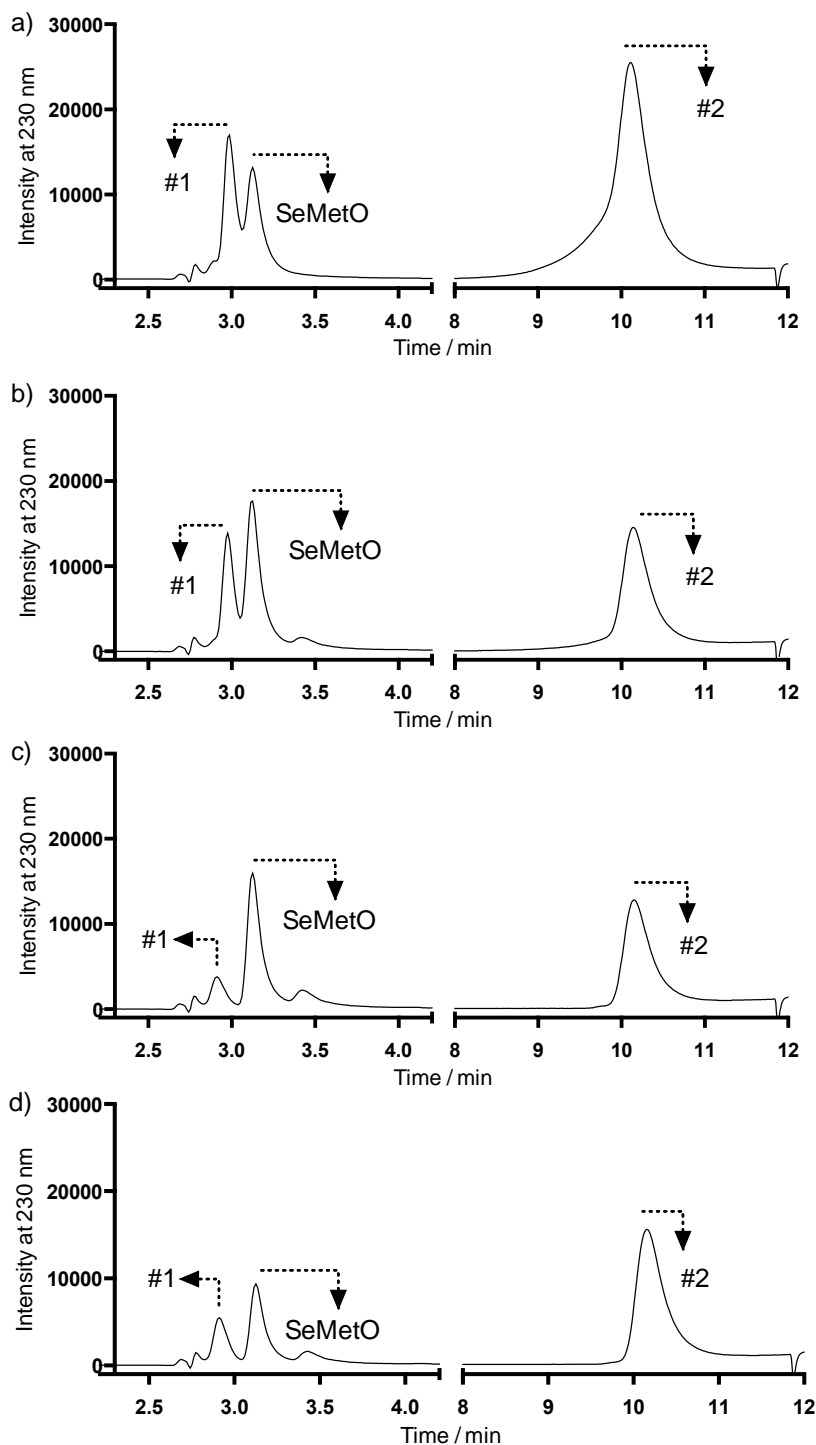 a)
30000
20000
10000
0
Intensity at 230 nm
#1
SeMetO
#2
2.5 3.0 3.5 4.0 8 9 10 11 12
Time / min
b)
30000
20000
10000
0
Intensity at 230 nm
#1
SeMetO
#2
2.5 3.0 3.5 4.0 8 9 10 11 12
Time / min
c)
30000
20000
10000
0
Intensity at 230 nm
#1
SeMetO
#2
2.5 3.0 3.5 4.0 8 9 10 11 12
Time / min
d)
30000
20000
10000
0
Intensity at 230 nm
#1
SeMetO
#2
2.5 3.0 3.5 4.0 8 9 10 11 12
Time / min